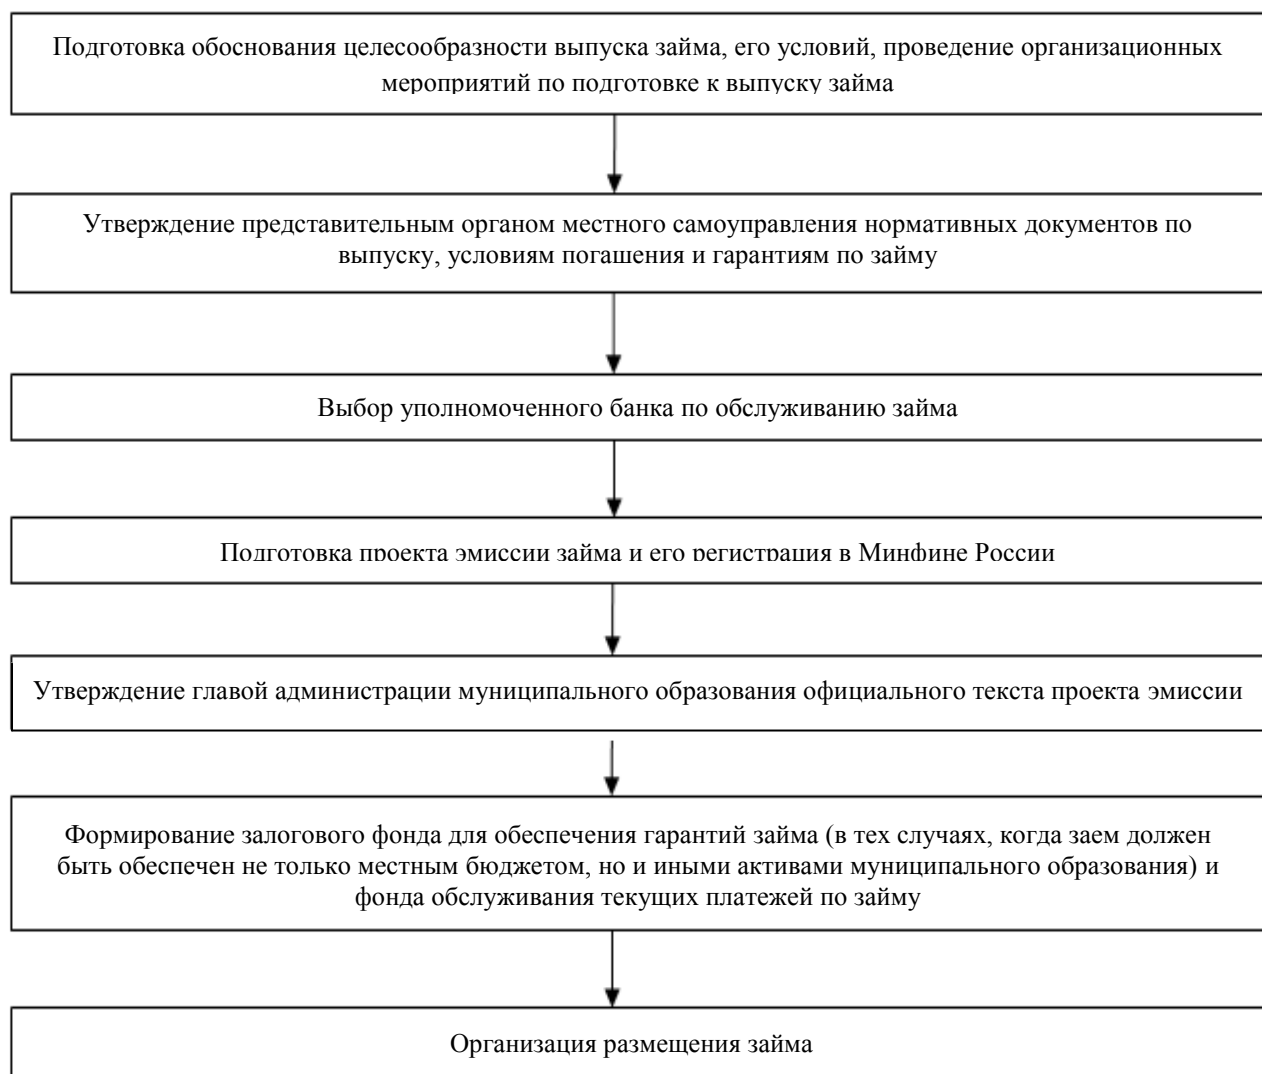 Подготовка обоснования целесообразности выпуска займа, его условий, проведение организационных
мероприятий по подготовке к выпуску займа
Утверждение представительным органом местного самоуправления нормативных документов по
выпуску, условиям погашения и гарантиям по займу
Выбор уполномоченного банка по обслуживанию займа
Подготовка проекта эмиссии займа и его регистрация в Минфине России
Утверждение главой администрации муниципального образования официального текста проекта эмиссии
Формирование залогового фонда для обеспечения гарантий займа (в тех случаях, когда заем должен
быть обеспечен не только местным бюджетом, но и иными активами муниципального образования) и
фонда обслуживания текущих платежей по займу
Организация размещения займа